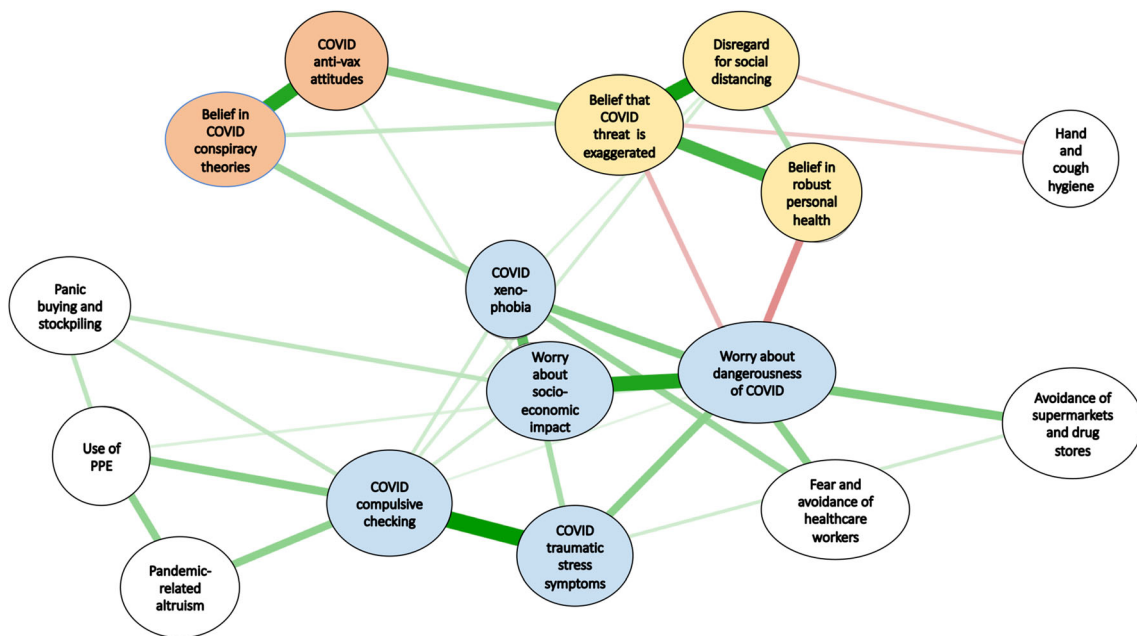 COVID
anti-vax
attitudes
Disregard
for social
distancing
Belief in
COVID
conspiracy
theories
Belief that
COVID
threat is
exaggerated
Hand
and
cough
hygiene
Belief in
robust
personal
health
COVID
xeno-
phobia
Panic
buying and
stockpiling
Worry
about
socio-
economic
impact
Worry about
dangerousness
of COVID
Avoidance of
supermarkets
and drug
stores
Use of
PPE
COVID
compulsive
checking
Fear and
avoidance of
healthcare
workers
COVID
traumatic
stress
symptoms
Pandemic-
related
altruism